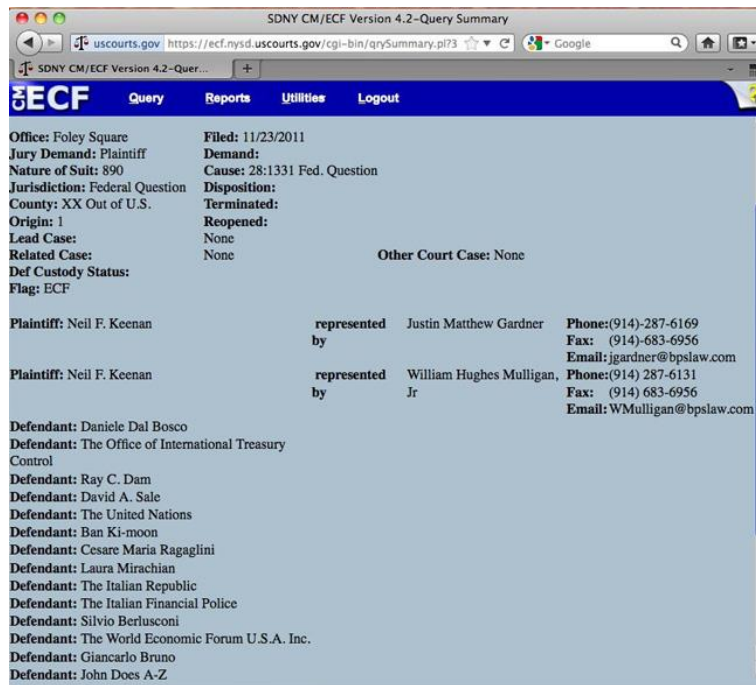 SDNY CM/ECF Version 4.2-Query Summary
uscourts.gov https://ecf.nysd.uscourts.gov/cgi-bin/qrySummary.pl?3 Google
SDNY CM/ECF Version 4.2-Quer... +
CM ECF Query Reports Utilities Logout
Office: Foley Square Filed: 11/23/2011
Jury Demand: Plaintiff Demand:
Nature of Suit: 890 Cause: 28:1331 Fed. Question
Jurisdiction: Federal Question Disposition:
County: XX Out of U.S. Terminated:
Origin: 1 Reopened:
Lead Case: None
Related Case: None Other Court Case: None
Def Custody Status:
Flag: ECF
Plaintiff: Neil F. Keenan represented Justin Matthew Gardner Phone:(914)-287-6169
by Fax: (914)-683-6956
Email:jgardner@bpslaw.com
Plaintiff: Neil F. Keenan represented William Hughes Mulligan, Phone:(914) 287-6131
by Jr Fax: (914) 683-6956
Email:WMulligan@bpslaw.com
Defendant: Daniele Dal Bosco
Defendant: The Office of International Treasury
Control
Defendant: Ray C. Dam
Defendant: David A. Sale
Defendant: The United Nations
Defendant: Ban Ki-moon
Defendant: Cesare Maria Ragaglini
Defendant: Laura Mirachian
Defendant: The Italian Republic
Defendant: The Italian Financial Police
Defendant: Silvio Berlusconi
Defendant: The World Economic Forum U.S.A. Inc.
Defendant: Giancarlo Bruno
Defendant: John Does A-Z